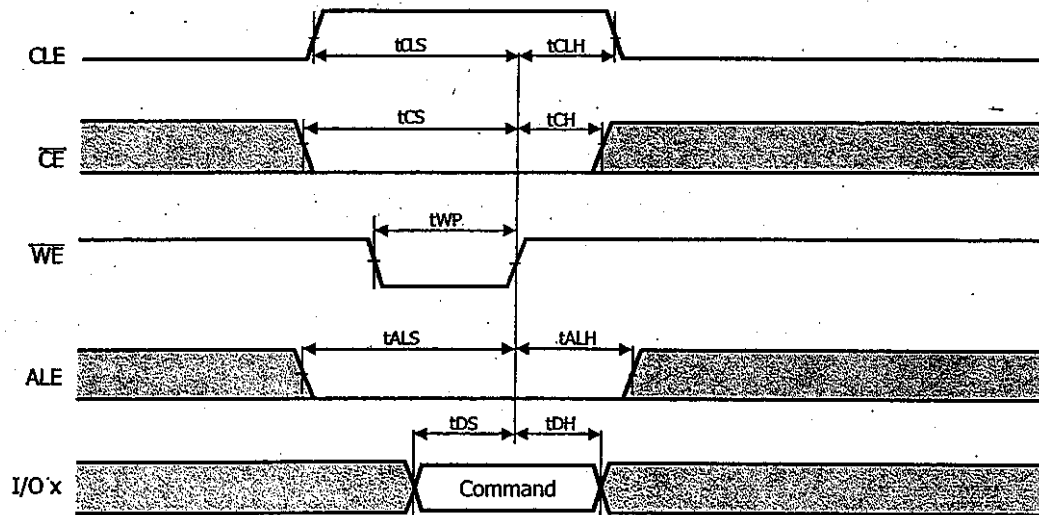 CLE
tCLS
tCLH
CE
tCS
tCH
WE
tWP
ALE
tALS
tALH
tDS
tDH
I/O x
Command